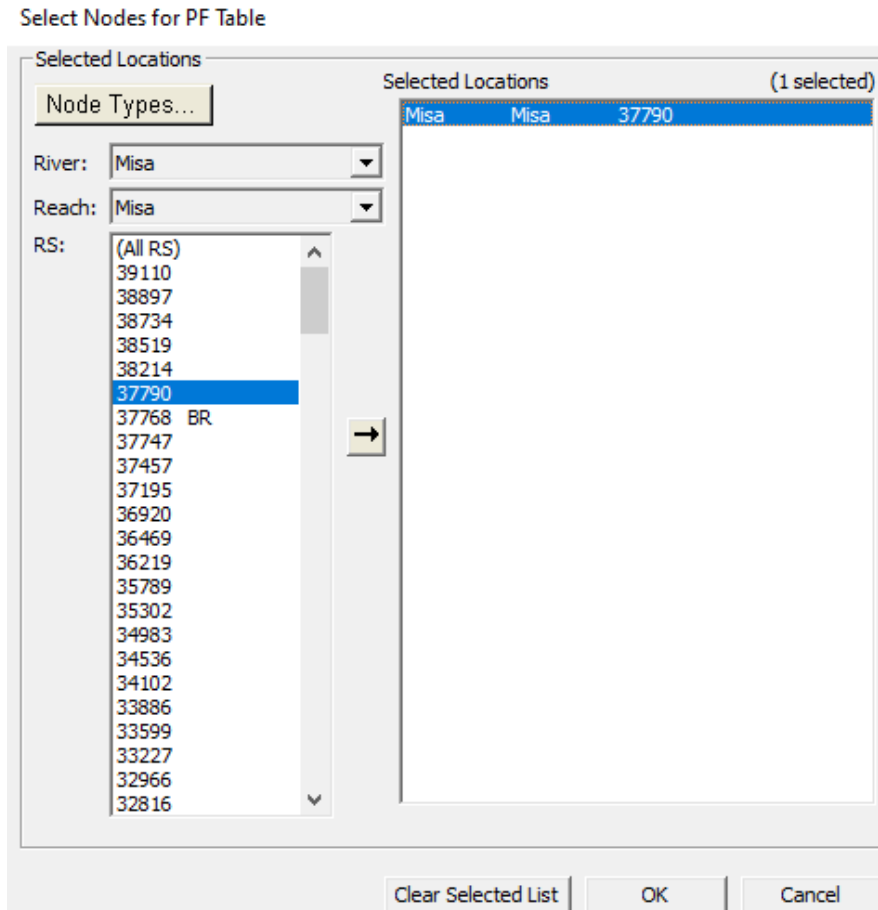 Select Nodes for PF Table
Selected Locations
Node Types...
Selected Locations (1 selected)
Misa Misa 37790
River: Misa
Reach: Misa
RS: (All RS)
39110
38897
38734
38519
38214
37790
37768 BR
37747
37457
37195
36920
36469
36219
35789
35302
34983
34536
34102
33886
33599
33227
32966
32816
Clear Selected List OK Cancel